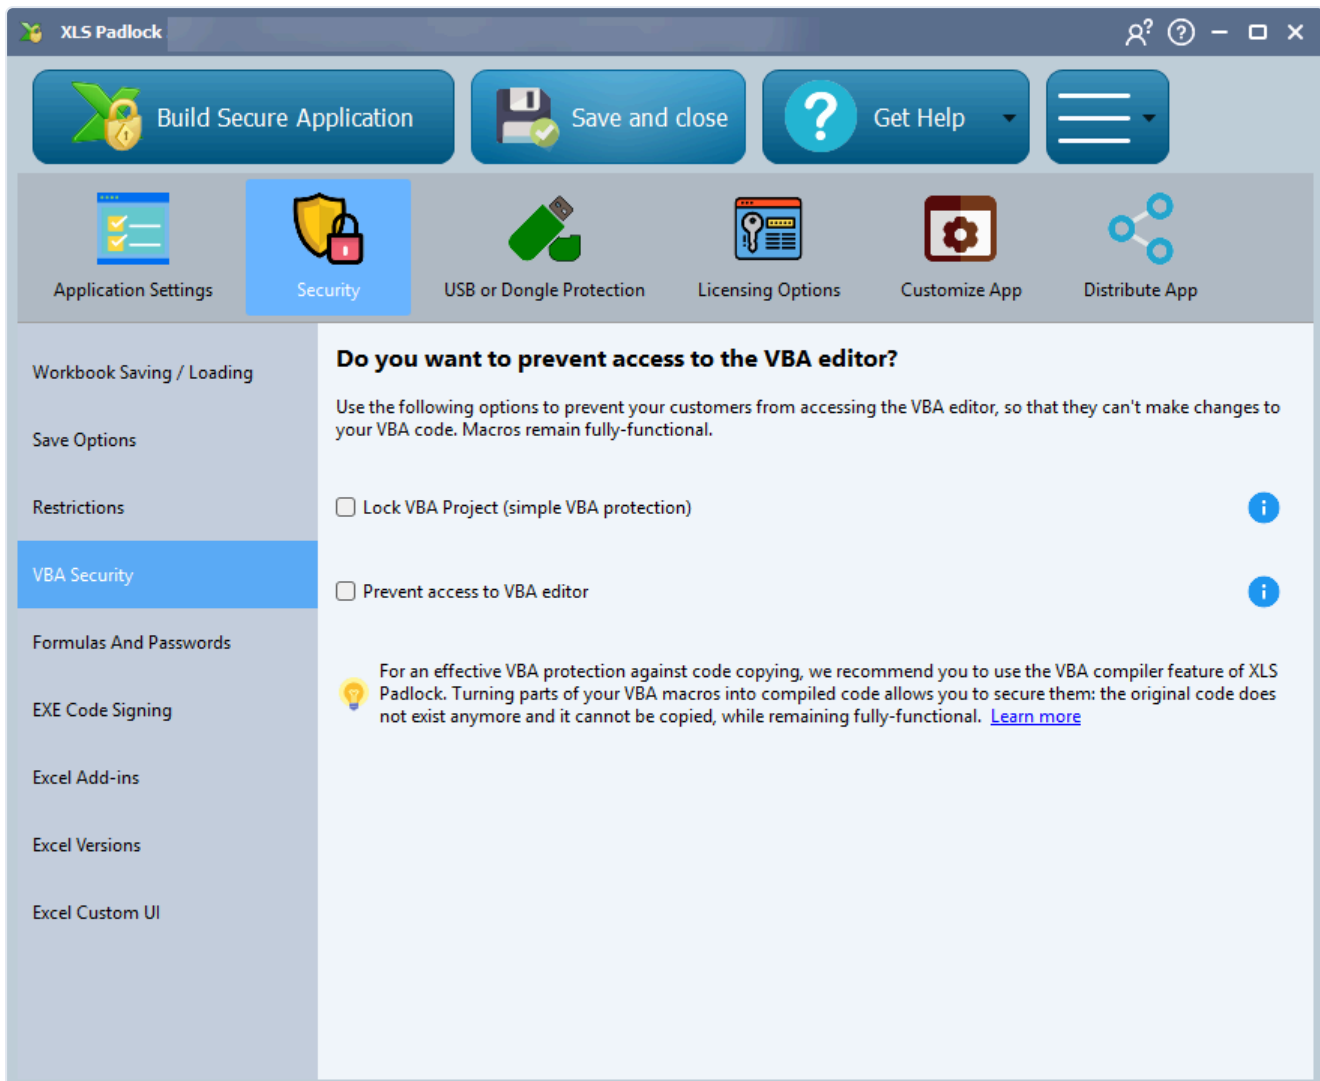 XLS Padlock
Build Secure Application
Save and close
Get Help
Application Settings
Security
USB or Dongle Protection
Licensing Options
Customize App
Distribute App
Workbook Saving / Loading
Save Options
Restrictions
VBA Security
Formulas And Passwords
EXE Code Signing
Excel Add-ins
Excel Versions
Excel Custom UI
Do you want to prevent access to the VBA editor?
Use the following options to prevent your customers from accessing the VBA editor, so that they can't make changes to
your VBA code. Macros remain fully-functional.
Lock VBA Project (simple VBA protection)
Prevent access to VBA editor
For an effective VBA protection against code copying, we recommend you to use the VBA compiler feature of XLS
Padlock. Turning parts of your VBA macros into compiled code allows you to secure them: the original code does
not exist anymore and it cannot be copied, while remaining fully-functional. Learn more